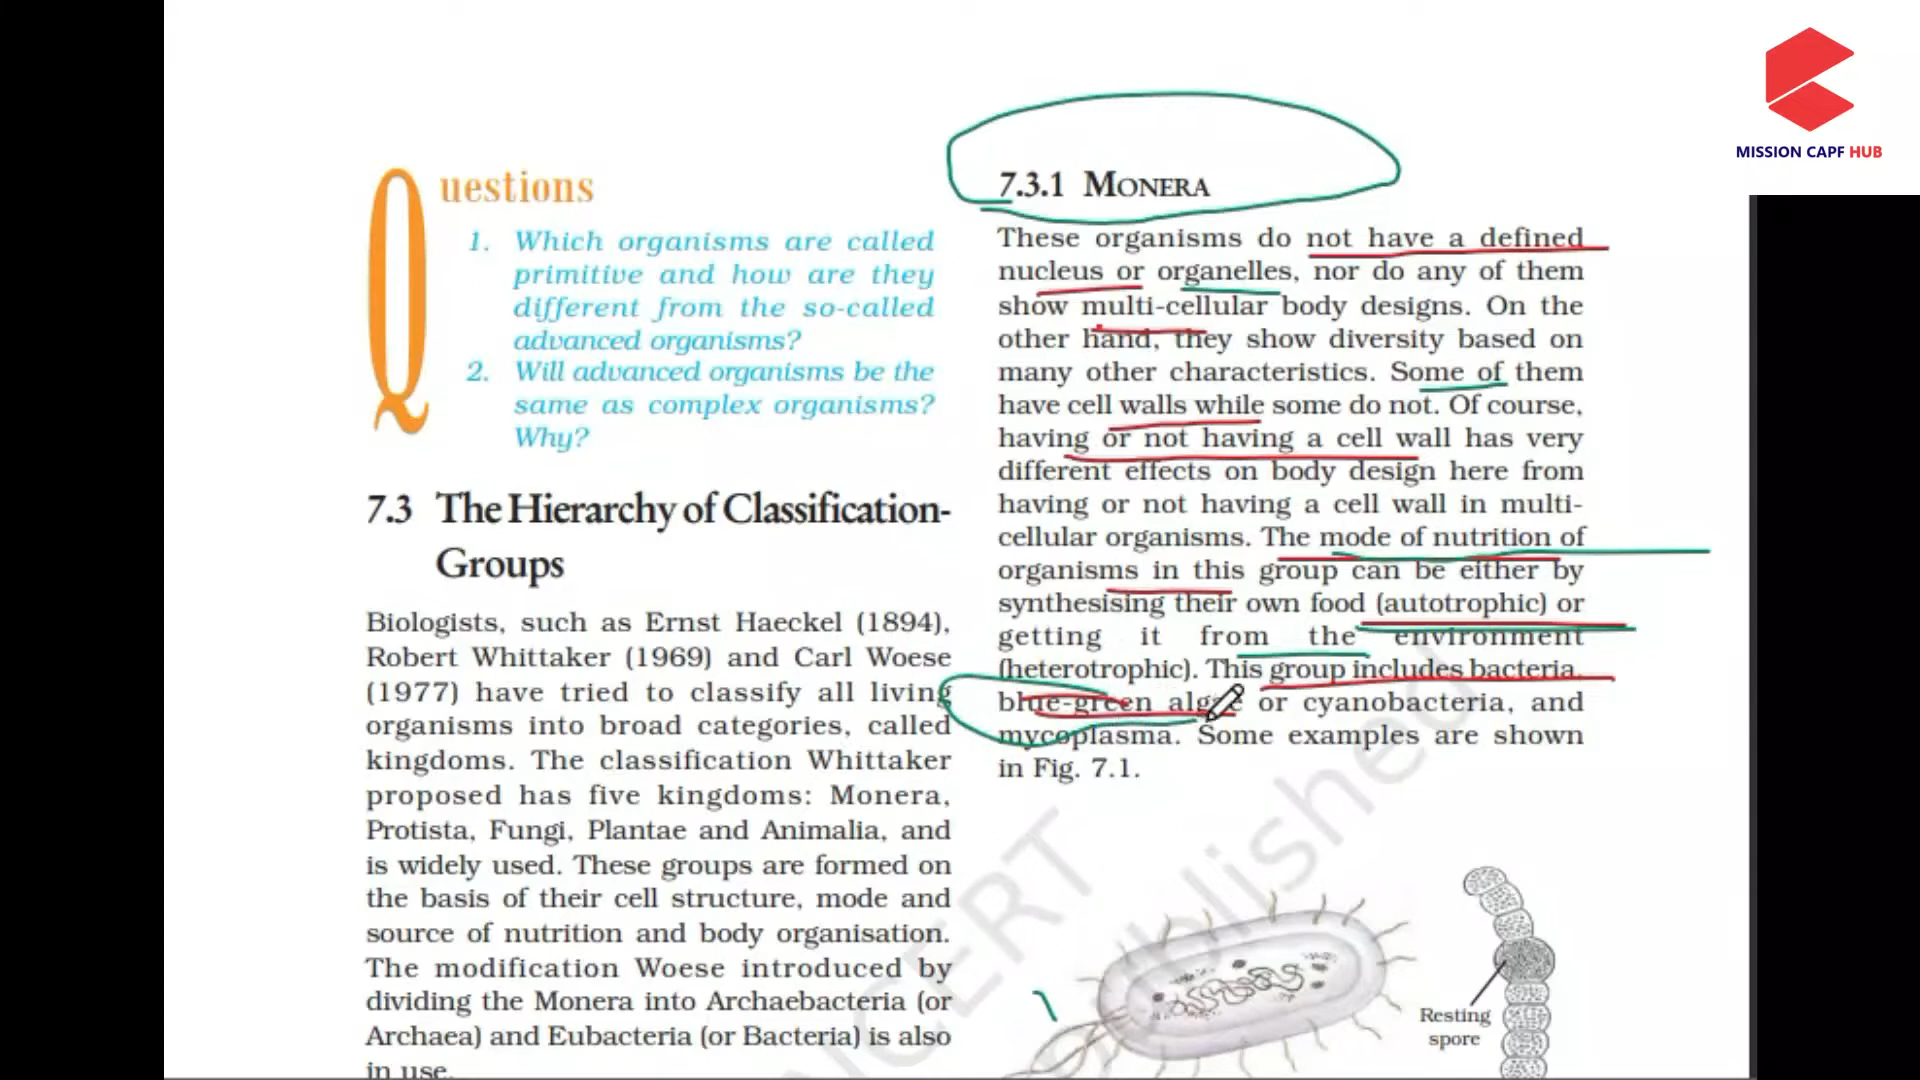 MISSION CAPF HUB
Questions
1. Which organisms are called
primitive and how are they
different from the so-called
advanced organisms?
2. Will advanced organisms be the
same as complex organisms?
Why?
7.3 The Hierarchy of Classification-
Groups
Biologists, such as Ernst Haeckel (1894),
Robert Whittaker (1969) and Carl Woese
(1977) have tried to classify all living
organisms into broad categories, called
kingdoms. The classification Whittaker
proposed has five kingdoms: Monera,
Protista, Fungi, Plantae and Animalia, and
is widely used. These groups are formed on
the basis of their cell structure, mode and
source of nutrition and body organisation.
The modification Woese introduced by
dividing the Monera into Archaebacteria (or
Archaea) and Eubacteria (or Bacteria) is also
in use.
7.3.1 MONERA
These organisms do not have a defined
nucleus or organelles, nor do any of them
show multi-cellular body designs. On the
other hand, they show diversity based on
many other characteristics. Some of them
have cell walls while some do not. Of course,
having or not having a cell wall has very
different effects on body design here from
having or not having a cell wall in multi-
cellular organisms. The mode of nutrition of
organisms in this group can be either by
synthesising their own food (autotrophic) or
getting it from the environment
(heterotrophic). This group includes bacteria,
blue-green algae or cyanobacteria, and
mycoplasma. Some examples are shown
in Fig. 7.1.
Resting
spore
NCERT